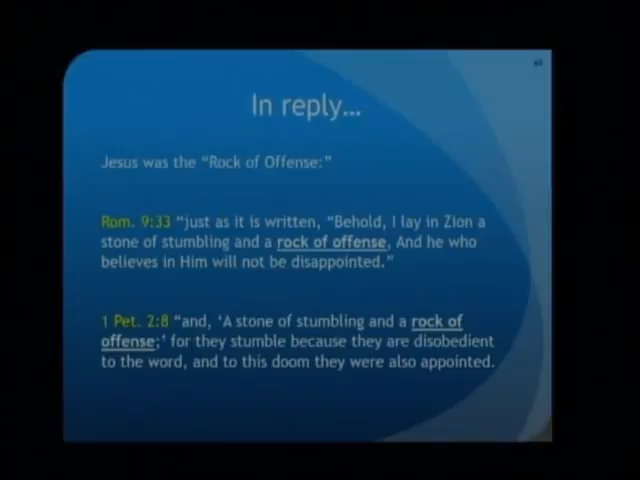 In reply...
Jesus was the “Rock of Offense:”
Rom. 9:33 “just as it is written, “Behold, I lay in Zion a
stone of stumbling and a rock of offense, And he who
believes in Him will not be disappointed.”
1 Pet. 2:8 “and, ‘A stone of stumbling and a rock of
offense;’ for they stumble because they are disobedient
to the word, and to this doom they were also appointed.